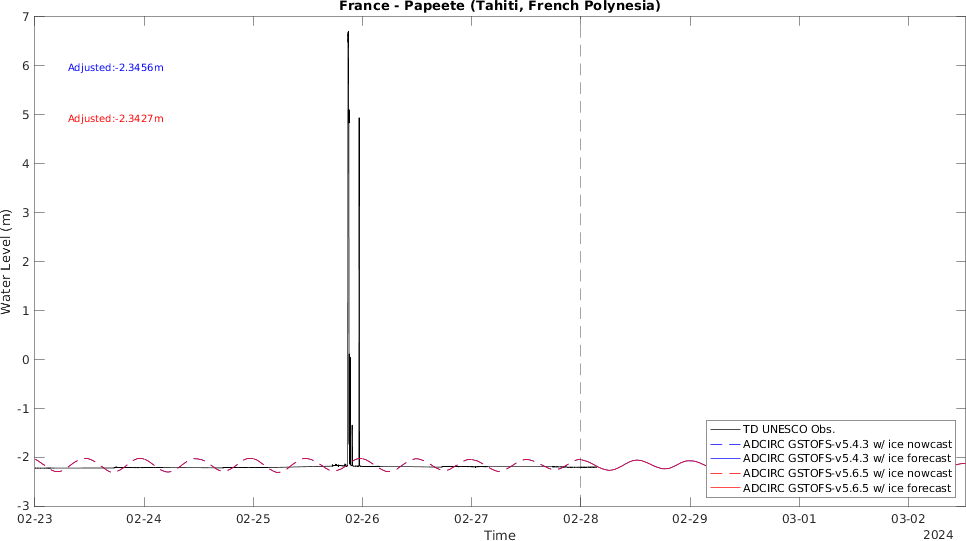 France - Papeete (Tahiti, French Polynesia)
7
6
5
4
3
2
1
0
-1
-2
-3
Water Level (m)
Adjusted:-2.3456m
Adjusted:-2.3427m
TD UNESCO Obs.
ADCIRC GSTOFS-v5.4.3 w/ ice nowcast
ADCIRC GSTOFS-v5.4.3 w/ ice forecast
ADCIRC GSTOFS-v5.6.5 w/ ice nowcast
ADCIRC GSTOFS-v5.6.5 w/ ice forecast
02-23 02-24 02-25 02-26 02-27 02-28 02-29 03-01 03-02
Time
2024